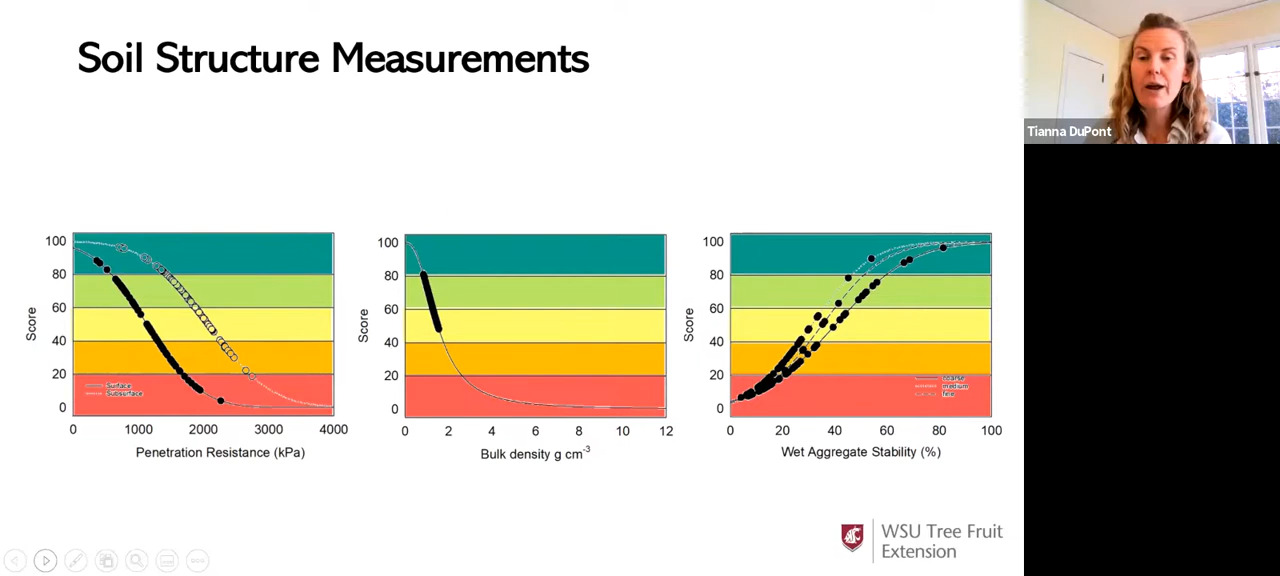 Soil Structure Measurements
Tianna DuPont
100
80
60
40
20
0
Score
Surface
Subsurface
0 1000 2000 3000 4000
Penetration Resistance (kPa)
100
80
60
40
20
0
Score
0 2 4 6 8 10 12
Bulk density g cm-3
100
80
60
40
20
0
Score
coarse
medium
fine
0 20 40 60 80 100
Wet Aggregate Stability (%)
WSU Tree Fruit
Extension